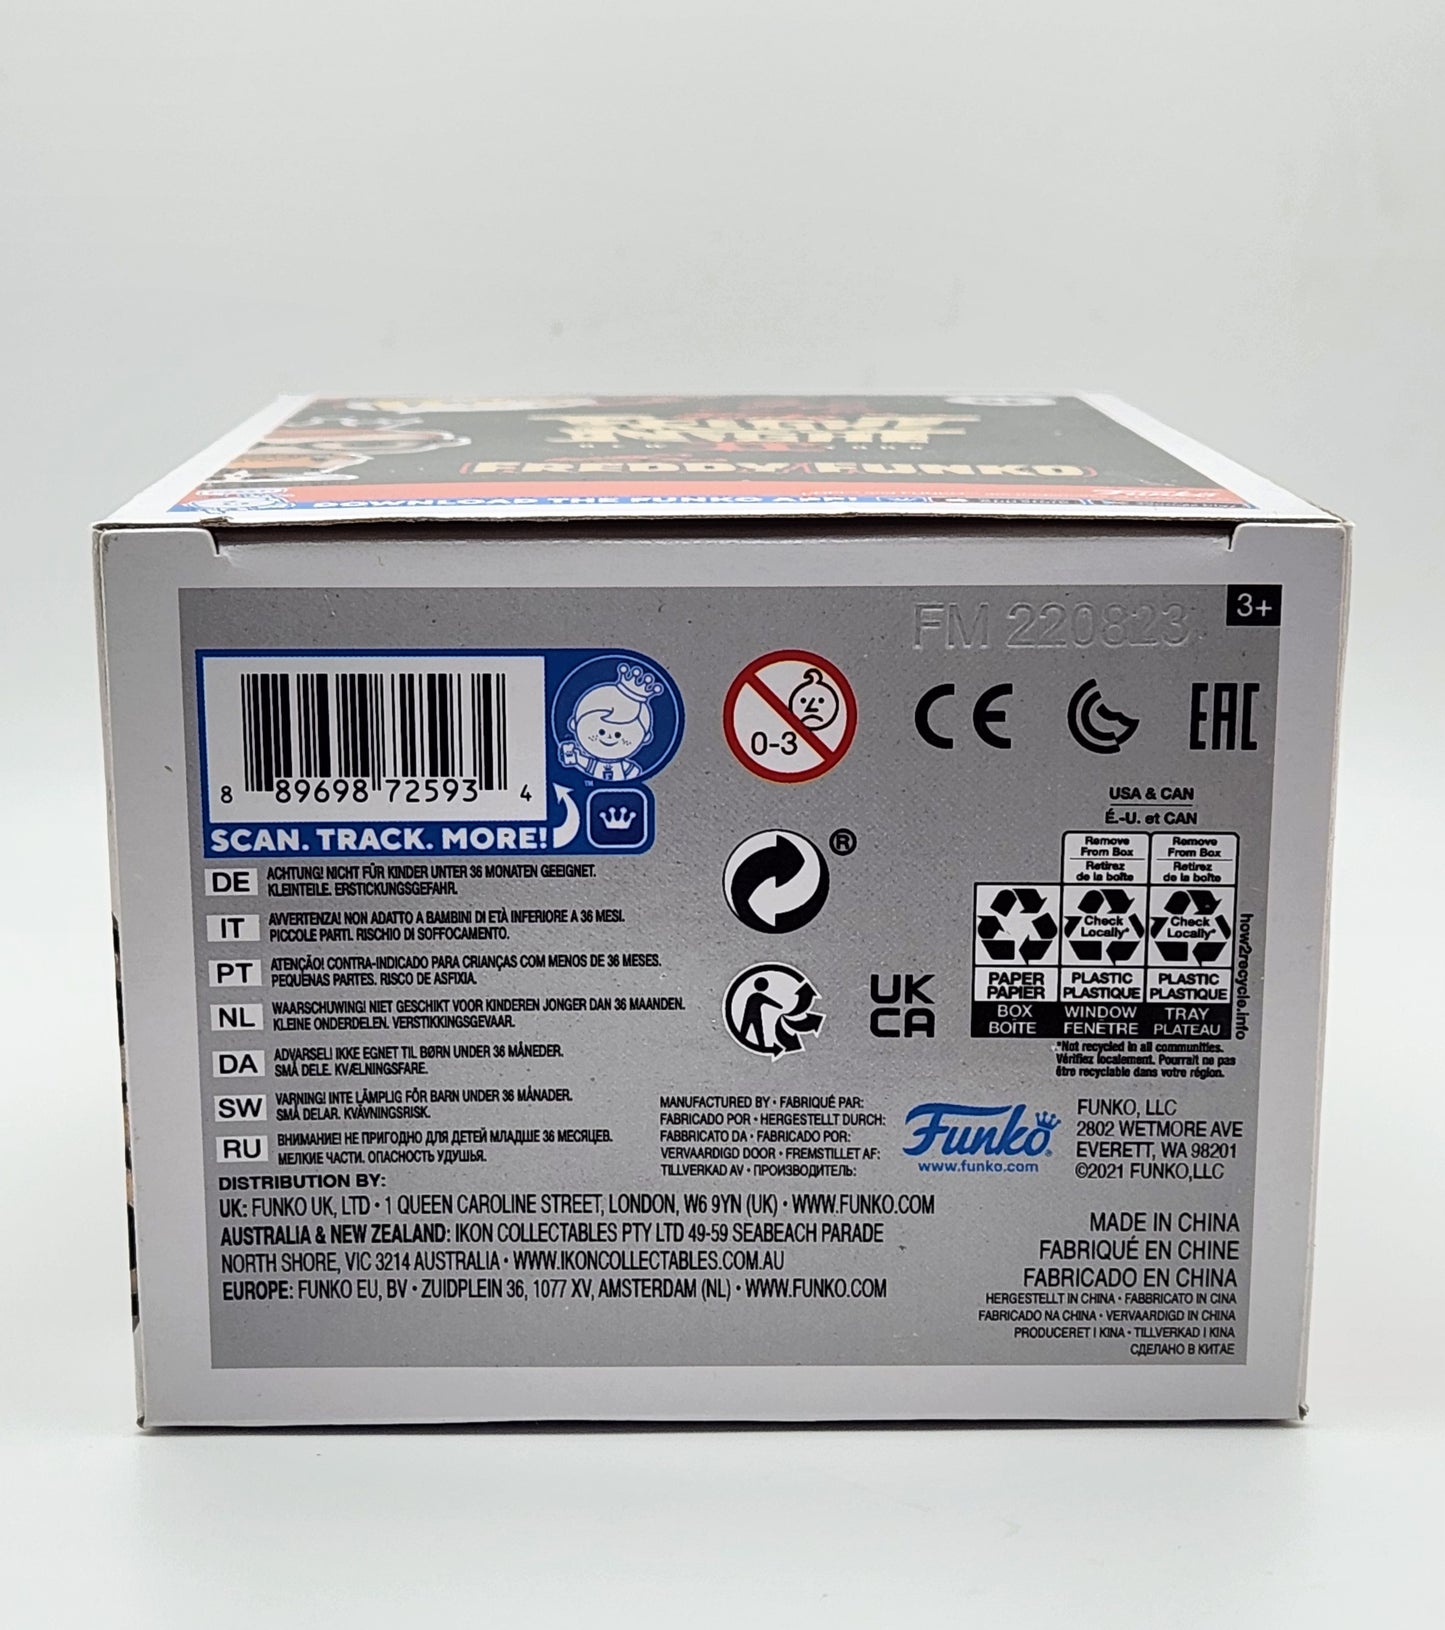 FRIGHT
NIGHT
NEW YORK
FREDDY FUNKO
DOWNLOAD THE FUNKO APP!
FM 220823
3+
8 89698 72593 4
™
SCAN. TRACK. MORE!
0-3
CE
EAC
USA & CAN
É.-U. et CAN
Remove From Box
Retirez de la boîte
Remove From Box
Retirez de la boîte
Check Locally*
Check Locally*
PAPER
PAPIER
PLASTIC
PLASTIQUE
PLASTIC
PLASTIQUE
BOX
BOÎTE
WINDOW
FENÊTRE
TRAY
PLATEAU
how2recycle.info
*Not recycled in all communities.
Vérifiez localement. Pourrait ne pas
être recyclable dans votre région.
®
UK
CA
DE ACHTUNG! NICHT FÜR KINDER UNTER 36 MONATEN GEEIGNET.
KLEINTEILE. ERSTICKUNGSGEFAHR.
IT AVVERTENZA! NON ADATTO A BAMBINI DI ETÀ INFERIORE A 36 MESI.
PICCOLE PARTI. RISCHIO DI SOFFOCAMENTO.
PT ATENÇÃO! CONTRA-INDICADO PARA CRIANÇAS COM MENOS DE 36 MESES.
PEQUENAS PARTES. RISCO DE ASFIXIA.
NL WAARSCHUWING! NIET GESCHIKT VOOR KINDEREN JONGER DAN 36 MAANDEN.
KLEINE ONDERDELEN. VERSTIKKINGSGEVAAR.
DA ADVARSEL! IKKE EGNET TIL BØRN UNDER 36 MÅNEDER.
SMÅ DELE. KVÆLNINGSFARE.
SW VARNING! INTE LÄMPLIG FÖR BARN UNDER 36 MÅNADER.
SMÅ DELAR. KVÄVNINGSRISK.
RU ВНИМАНИЕ! НЕ ПРИГОДНО ДЛЯ ДЕТЕЙ МЛАДШЕ 36 МЕСЯЦЕВ.
МЕЛКИЕ ЧАСТИ. ОПАСНОСТЬ УДУШЬЯ.
MANUFACTURED BY • FABRIQUÉ PAR:
FABRICADO POR • HERGESTELLT DURCH:
FABBRICATO DA • FABRICADO POR:
VERVAARDIGD DOOR • FREMSTILLET AF:
TILLVERKAD AV • ПРОИЗВОДИТЕЛЬ:
Funko
www.funko.com
FUNKO, LLC
2802 WETMORE AVE
EVERETT, WA 98201
©2021 FUNKO,LLC
DISTRIBUTION BY:
UK: FUNKO UK, LTD • 1 QUEEN CAROLINE STREET, LONDON, W6 9YN (UK) • WWW.FUNKO.COM
AUSTRALIA & NEW ZEALAND: IKON COLLECTABLES PTY LTD 49-59 SEABEACH PARADE
NORTH SHORE, VIC 3214 AUSTRALIA • WWW.IKONCOLLECTABLES.COM.AU
EUROPE: FUNKO EU, BV • ZUIDPLEIN 36, 1077 XV, AMSTERDAM (NL) • WWW.FUNKO.COM
MADE IN CHINA
FABRIQUÉ EN CHINE
FABRICADO EN CHINA
HERGESTELLT IN CHINA • FABBRICATO IN CINA
FABRICADO NA CHINA • VERVAARDIGD IN CHINA
PRODUCERET I KINA • TILLVERKAD I KINA
СДЕЛАНО В КИТАЕ